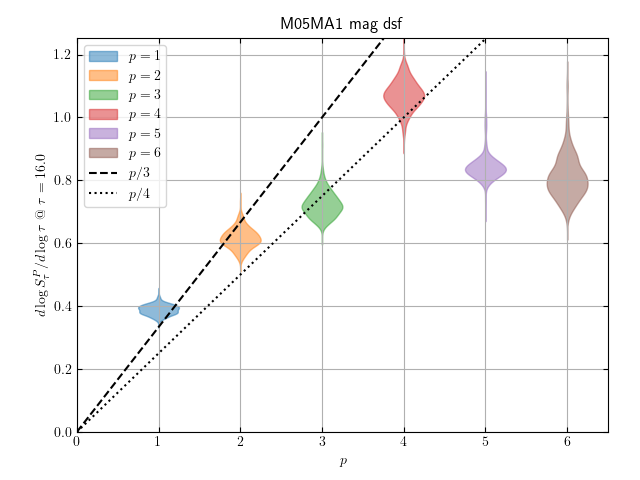 M05MA1 mag dsf
p = 1
p = 2
p = 3
p = 4
p = 5
p = 6
p/3
p/4
d log S_τ^P / d log τ @ τ = 16.0
1.2
1.0
0.8
0.6
0.4
0.2
0.0
0 1 2 3 4 5 6
p